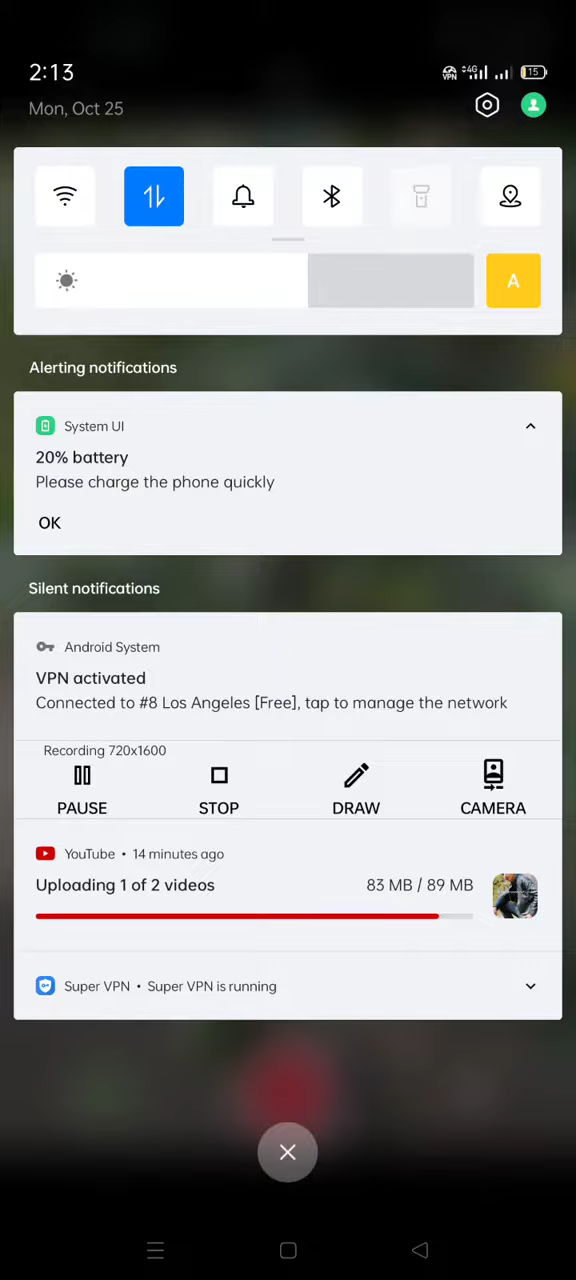 2:13
VPN 4G 15
Mon, Oct 25
A
Alerting notifications
System UI
20% battery
Please charge the phone quickly
OK
Silent notifications
Android System
VPN activated
Connected to #8 Los Angeles [Free], tap to manage the network
Recording 720x1600
PAUSE STOP DRAW CAMERA
YouTube • 14 minutes ago
Uploading 1 of 2 videos 83 MB / 89 MB
Super VPN • Super VPN is running